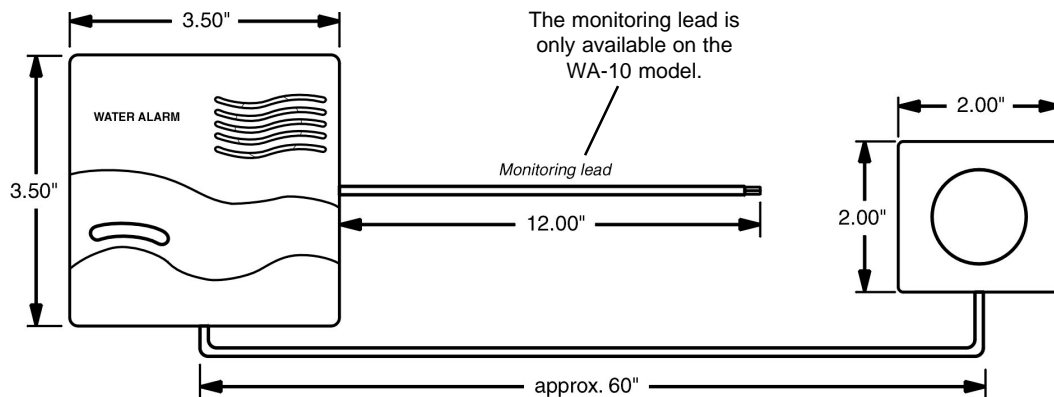 3.50"
The monitoring lead is
only available on the
WA-10 model.
WATER ALARM
2.00"
Monitoring lead
3.50"
12.00"
2.00"
approx. 60"